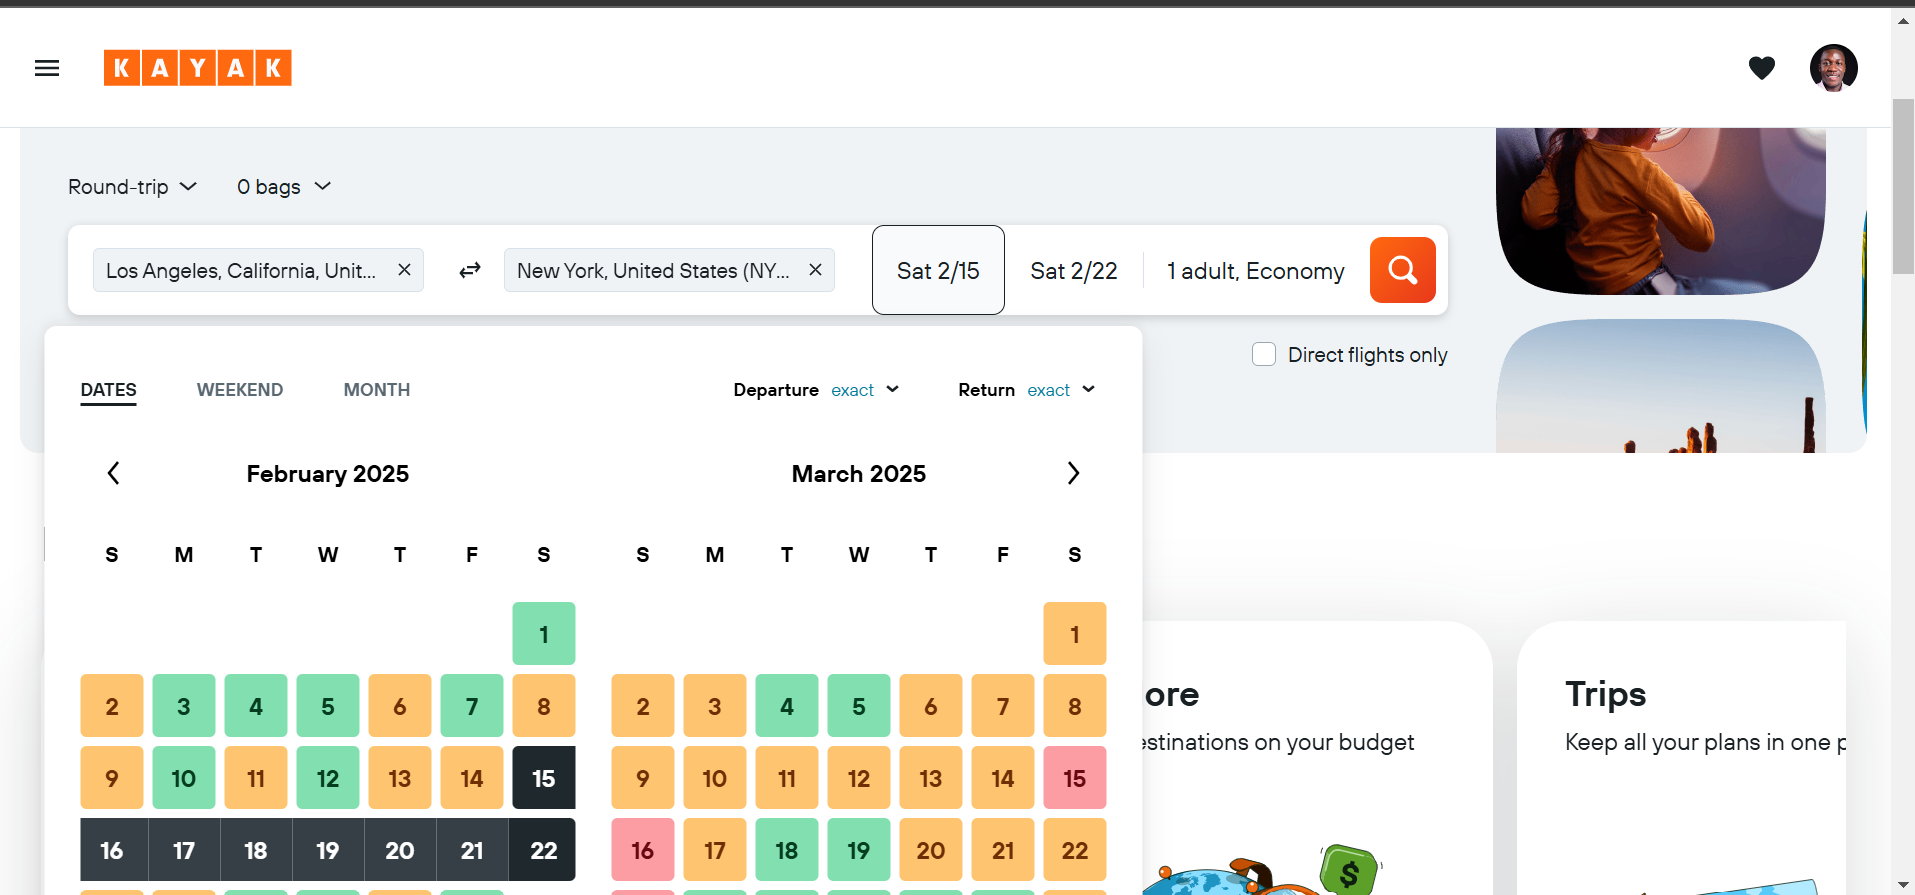 KAYAK
Round-trip 0 bags
Los Angeles, California, Unit... New York, United States (NY... Sat 2/15 Sat 2/22 1 adult, Economy
Direct flights only
DATES WEEKEND MONTH Departure exact Return exact
February 2025 March 2025
S M T W T F S S M T W T F S
1 1
2 3 4 5 6 7 8 2 3 4 5 6 7 8
9 10 11 12 13 14 15 9 10 11 12 13 14 15
16 17 18 19 20 21 22 16 17 18 19 20 21 22
ore
estinations on your budget
$
Trips
Keep all your plans in one p